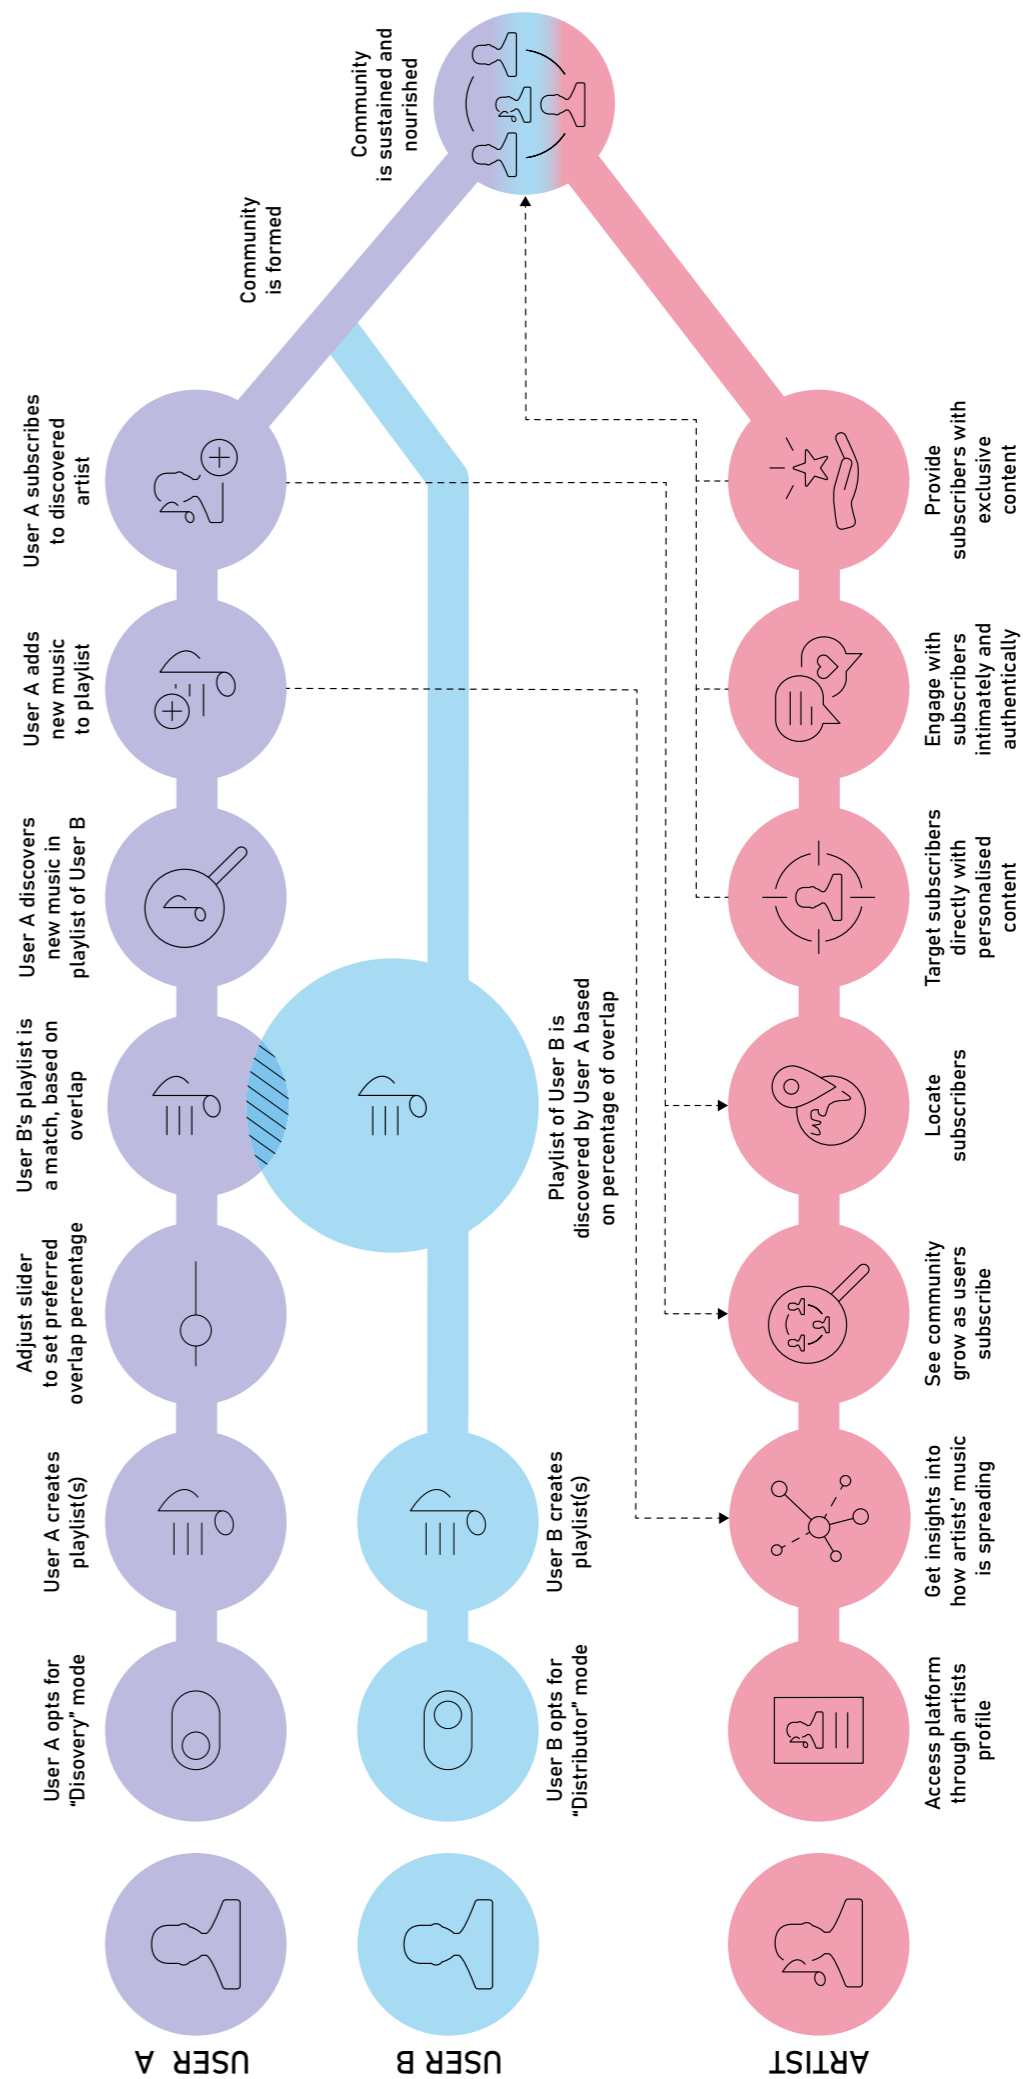 USER A
User A opts for
“Disovery” mode
User A creates
playlist(s)
Adjust slider
to set preferred
overlap percentage
User B’s playlist is
a match, based on
overlap
User A discovers
new music in
playlist of User B
User A adds
new music
to playlist
User A subscribes
to discovered
artist
Community
is formed
Community
is sustained and
nourished
USER B
User B opts for
“Distributor” mode
User B creates
playlist(s)
Playlist of User B is
discovered by User A based
on percentage of overlap
ARTIST
Access platform
through artists
profile
Get insights into
how artists’ music
is spreading
See community
grow as users
subscribe
Locate
subscribers
Target subscribers
directly with
personalised
content
Engage with
subscribers
intimately and
authentically
Provide
subscribers with
exclusive
content